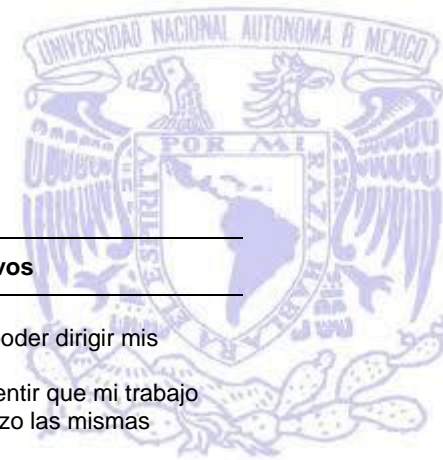 UNIVERSIDAD NACIONAL AUTONOMA
MEXICO
POR MI RAZA HABLARA EL ESPIRITU
vos
oder dirigir mis
entir que mi trabajo
zo las mismas